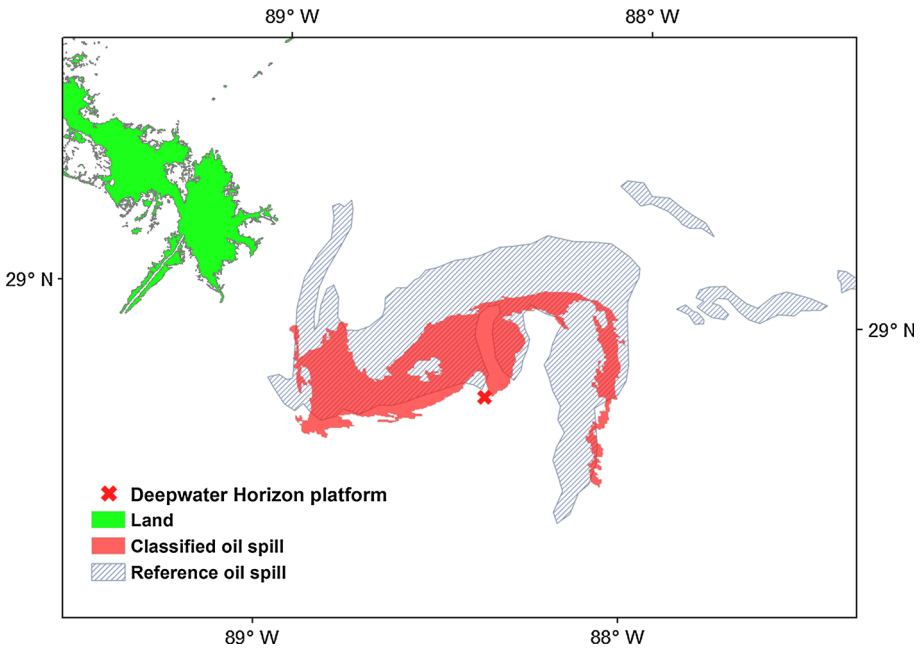 89° W 88° W
29° N
29° N
Deepwater Horizon platform
Land
Classified oil spill
Reference oil spill
89° W 88° W